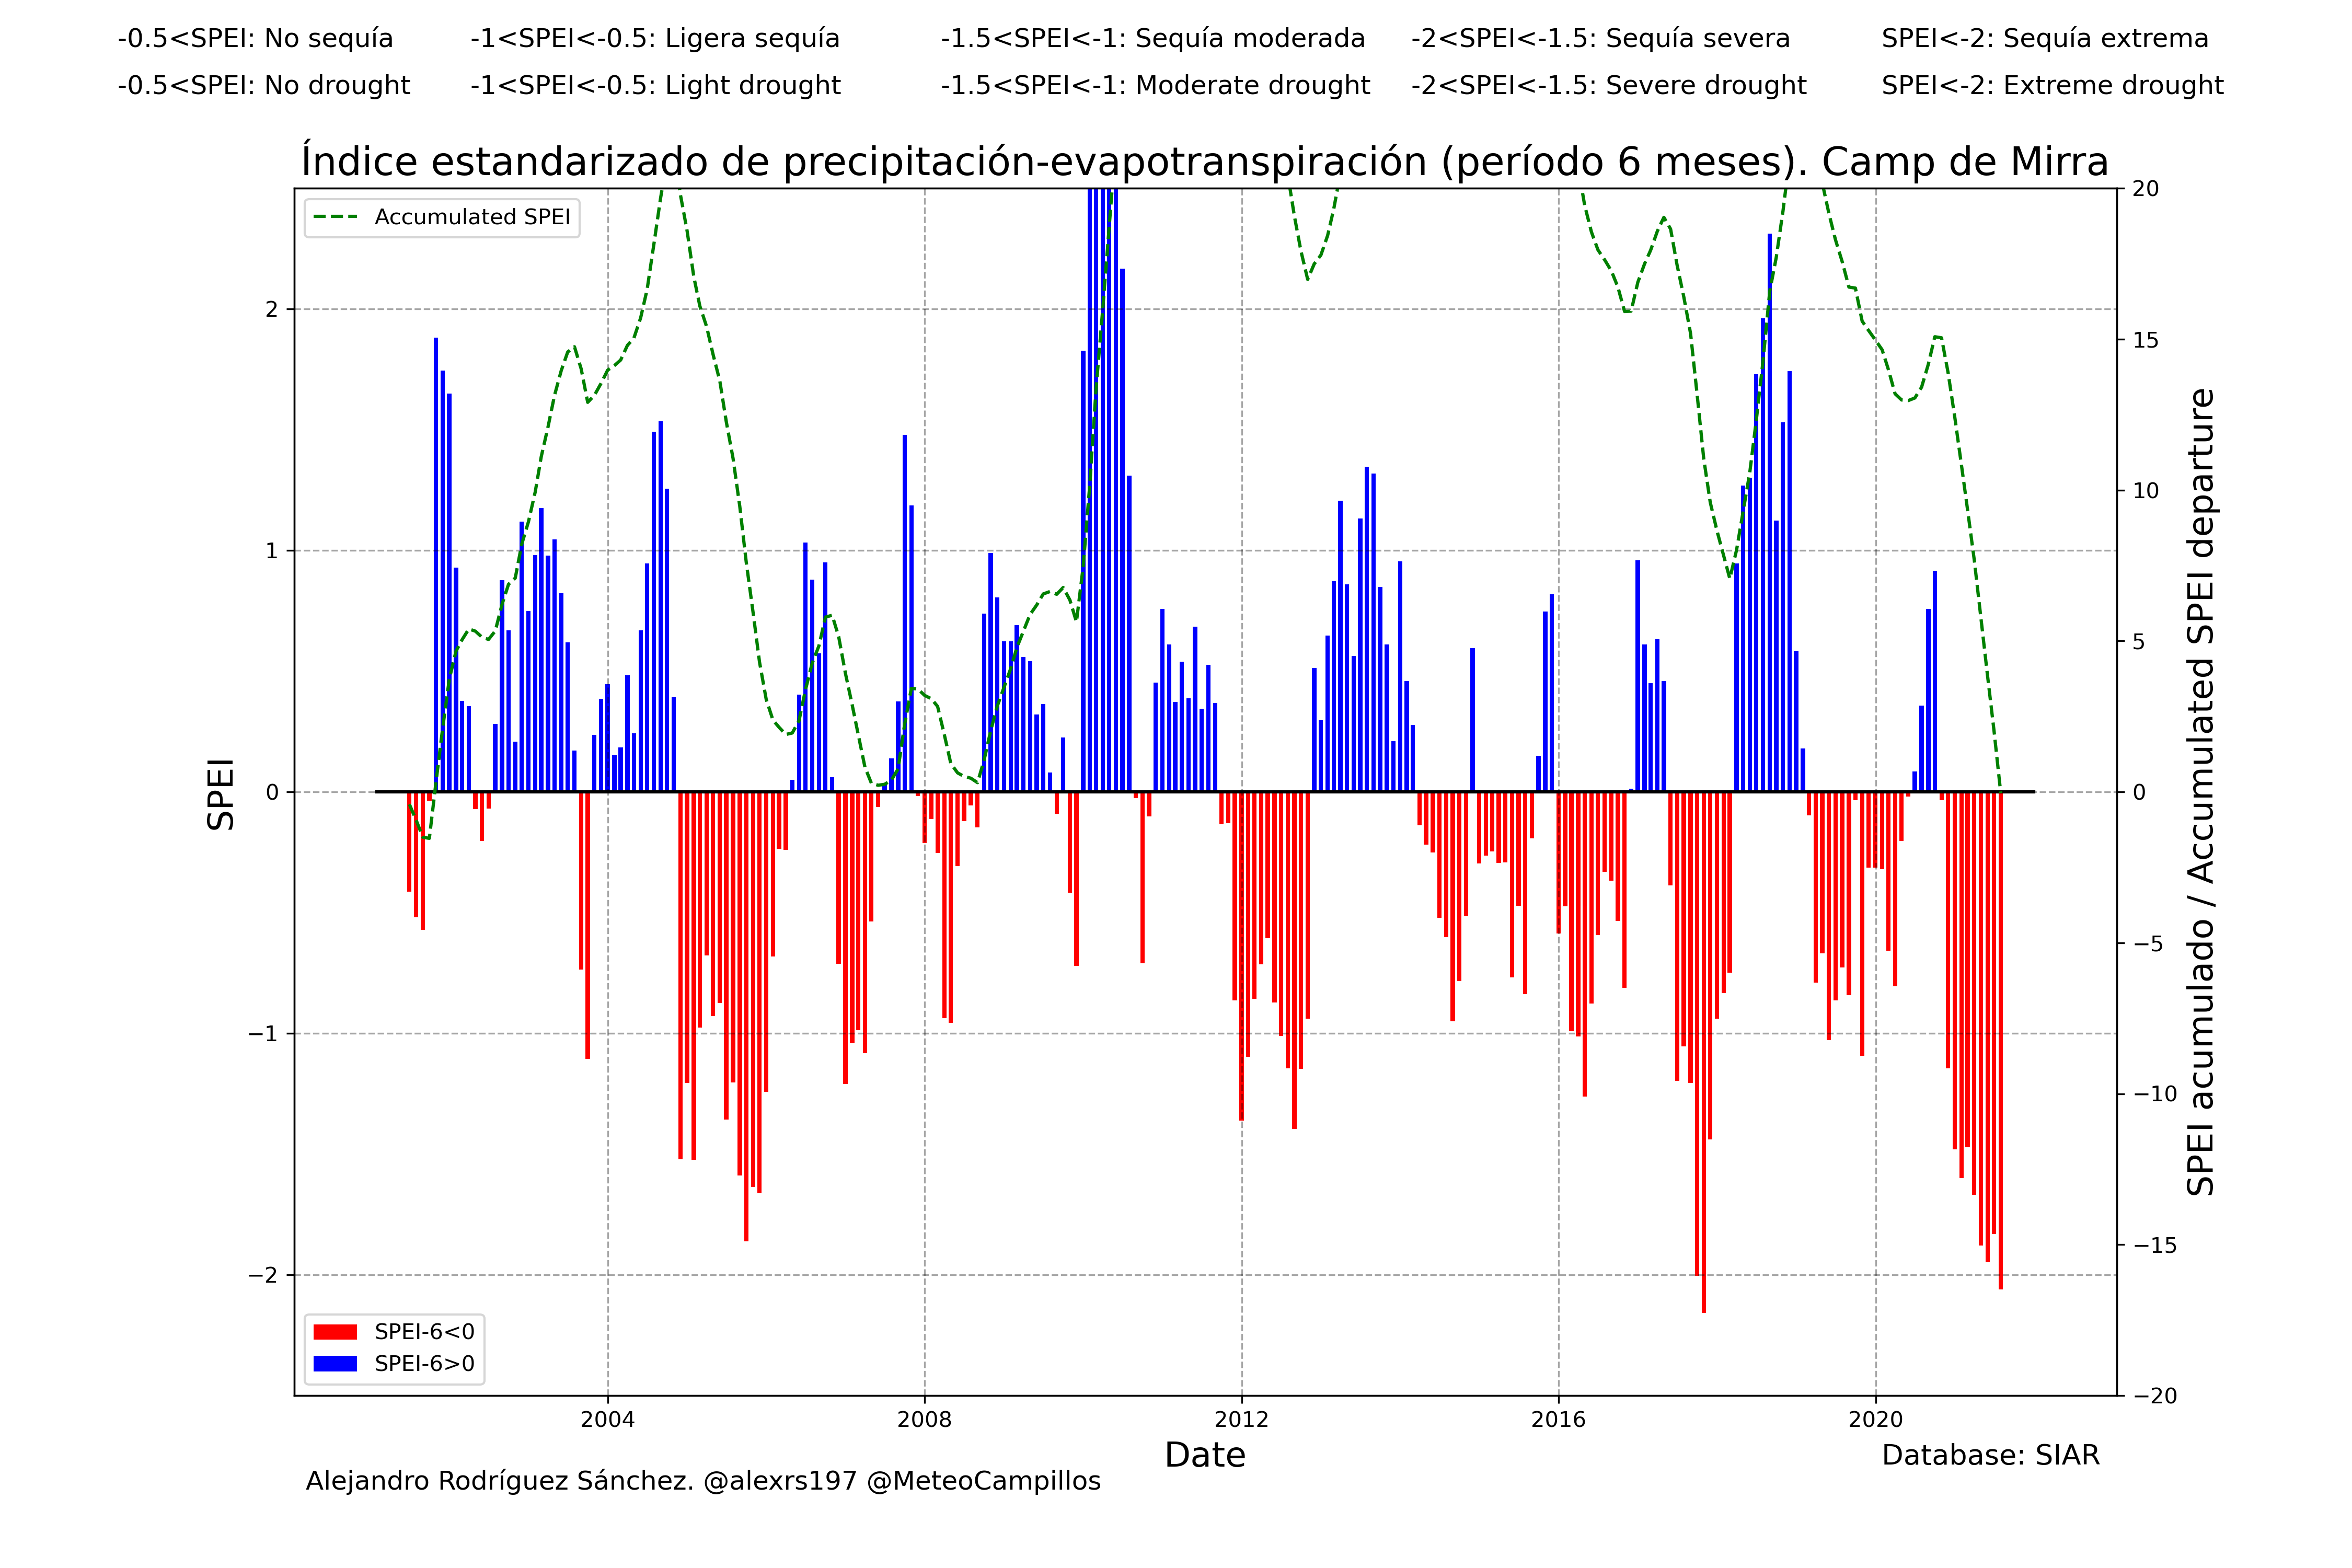 -0.5<SPEI: No sequía -1<SPEI<-0.5: Ligera sequía -1.5<SPEI<-1: Sequía moderada -2<SPEI<-1.5: Sequía severa SPEI<-2: Sequía extrema
-0.5<SPEI: No drought -1<SPEI<-0.5: Light drought -1.5<SPEI<-1: Moderate drought -2<SPEI<-1.5: Severe drought SPEI<-2: Extreme drought
Índice estandarizado de precipitación-evapotranspiración (período 6 meses). Camp de Mirra
Accumulated SPEI
2
1
0
−1
−2
SPEI
20
15
10
5
0
−5
−10
−15
−20
SPEI acumulado / Accumulated SPEI departure
SPEI-6<0
SPEI-6>0
2004 2008 2012 2016 2020
Date
Database: SIAR
Alejandro Rodríguez Sánchez. @alexrs197 @MeteoCampillos